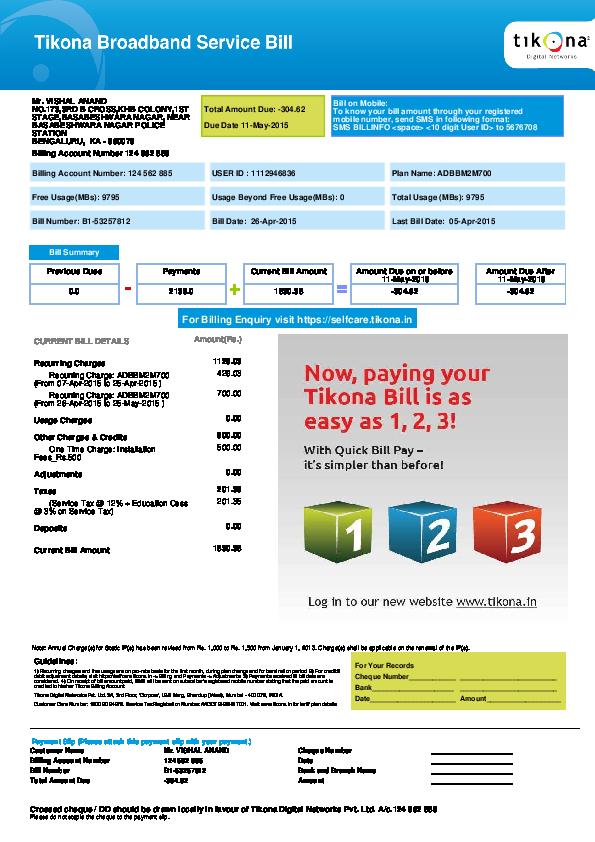 Tikona Broadband Service Bill
tikona
Digital Networks
Mr. VISHAL ANAND
NO.173,3RD B CROSS,KHB COLONY,1ST
STAGE,BASABESHWARA NAGAR, NEAR
BASABESHWARA NAGAR POLICE
STATION
BENGALURU, KA - 560079
Billing Account Number 124 562 885
Total Amount Due: -304.62
Due Date 11-May-2015
Bill on Mobile:
To know your bill amount through your registered
mobile number, send SMS in following format:
SMS BILLINFO <space> <10 digit User ID> to 5676708
Billing Account Number: 124 562 885
USER ID : 1112946836
Plan Name: ADBBM2M700
Free Usage(MBs): 9795
Usage Beyond Free Usage(MBs): 0
Total Usage (MBs): 9795
Bill Number: B1-53257812
Bill Date: 26-Apr-2015
Last Bill Date: 05-Apr-2015
Bill Summary
Previous Dues
Payments
Current Bill Amount
Amount Due on or before
11-May-2015
Amount Due After
11-May-2015
0.0
-
+
=
-304.62
-304.62
For Billing Enquiry visit https://selfcare.tikona.in
CURRENT BILL DETAILS Amount(Rs.)
Recurring Charges
Recurring Charge: ADBBM2M700
(From 07-Apr-2015 to 25-Apr-2015 )
Recurring Charge: ADBBM2M700 700.00
(From 26-Apr-2015 to 25-May-2015 )
Usage Charges 0.00
Other Charges & Credits 500.00
One Time Charge: Installation 500.00
Fees_Rs.500
Adjustments 0.00
Taxes
(Service Tax @ 12% + Education Cess
@ 3% on Service Tax)
Deposits 0.00
Current Bill Amount
Now, paying your
Tikona Bill is as
easy as 1, 2, 3!
With Quick Bill Pay –
it's simpler than before!
1 2 3
Log in to our new website www.tikona.in
Note: Annual Charge(s) for Static IP(s) has been revised from Rs. 1,000 to Rs. 1,500 from January 1, 2013. Charge(s) shall be applicable on the renewal of the IP(s).
Guidelines:
For Your Records
Cheque Number
Bank
Date Amount
Payment Slip (Please attach this payment slip with your payment.)
Customer Name Mr. VISHAL ANAND Cheque Number
Billing Account Number 124 562 885 Date
Bill Number B1-53257812 Bank and Branch Name
Total Amount Due -304.62 Amount
Crossed cheque / DD should be drawn locally in favour of Tikona Digital Networks Pvt. Ltd. A/c. 124 562 885
Please do not staple the cheque to the payment slip.